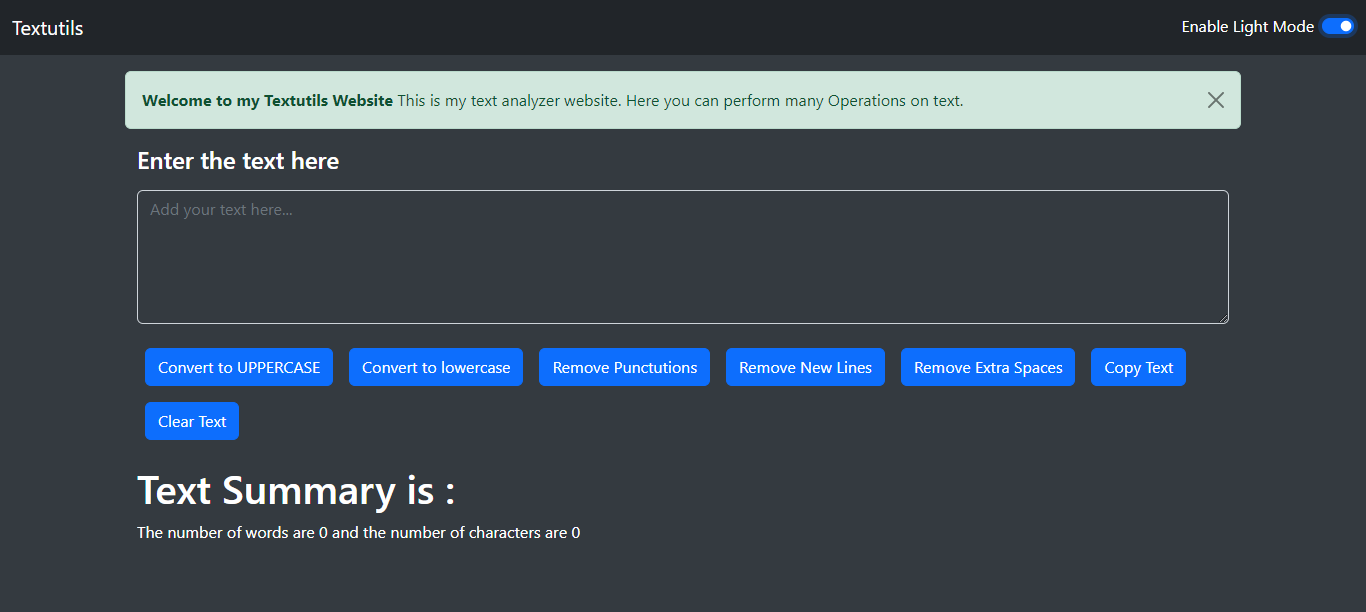 Textutils
Enable Light Mode
Welcome to my Textutils Website This is my text analyzer website. Here you can perform many Operations on text.
Enter the text here
Add your text here...
Convert to UPPERCASE Convert to lowercase Remove Punctutions Remove New Lines Remove Extra Spaces Copy Text
Clear Text
Text Summary is :
The number of words are 0 and the number of characters are 0